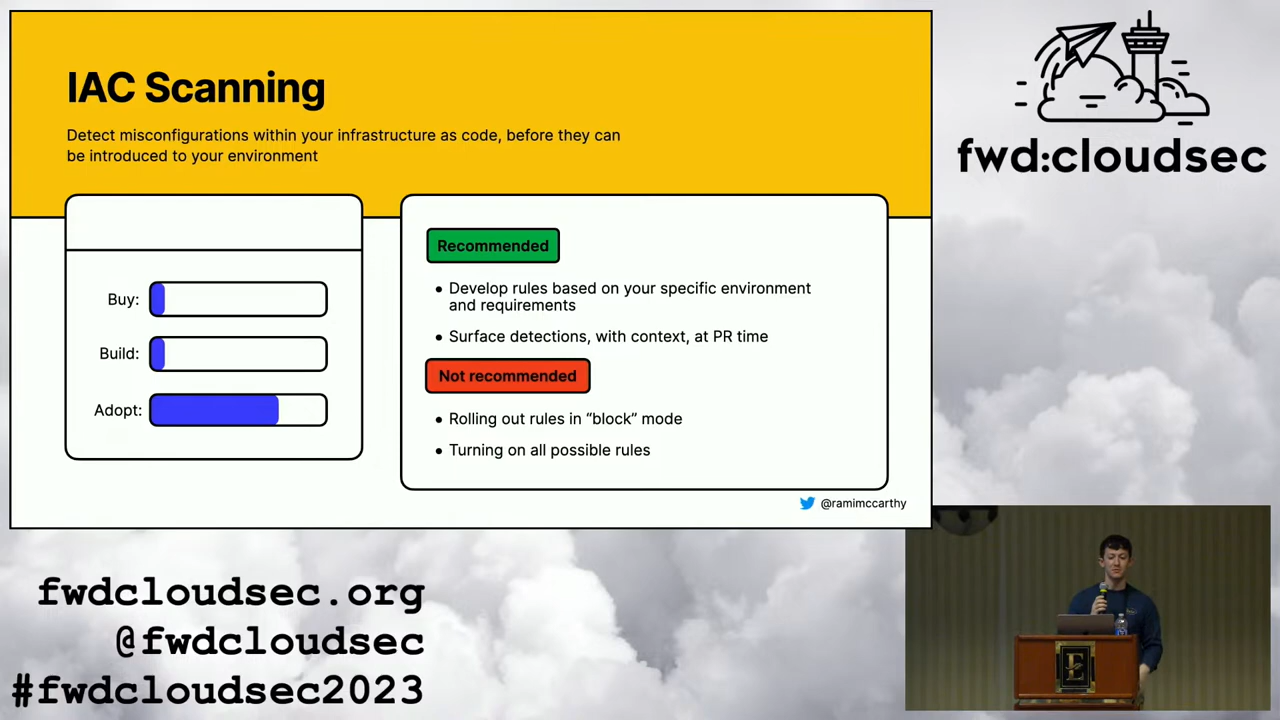 IAC Scanning
Detect misconfigurations within your infrastructure as code, before they can
be introduced to your environment
Buy:
Build:
Adopt:
Recommended
• Develop rules based on your specific environment
and requirements
• Surface detections, with context, at PR time
Not recommended
• Rolling out rules in “block” mode
• Turning on all possible rules
@ramimccarthy
fwd:cloudsec
fwdcloudsec.org
@fwdcloudsec
#fwdcloudsec2023
E